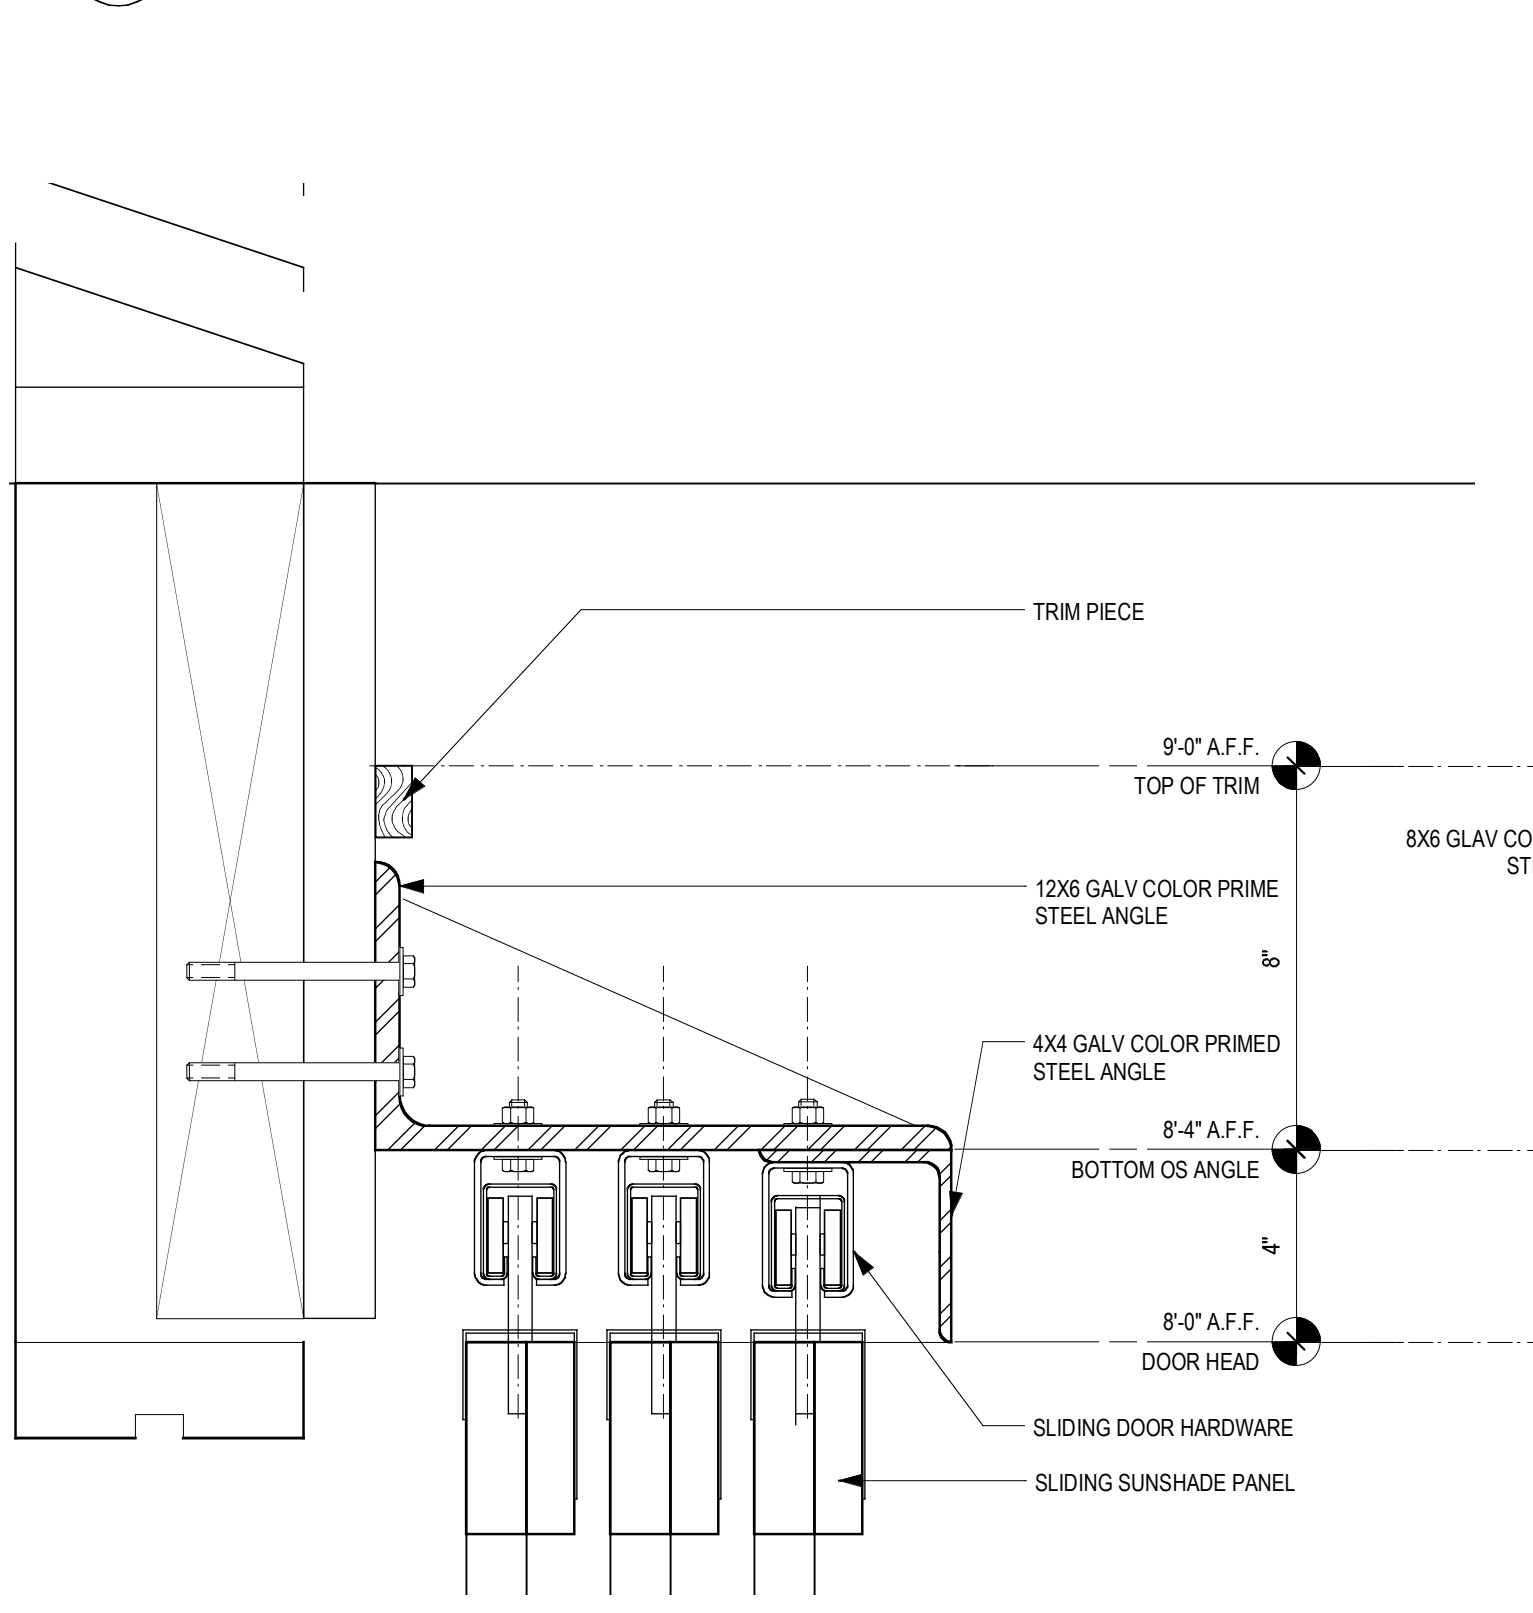 TRIM PIECE
9'-0" A.F.F.
TOP OF TRIM
8X6 GLAV CO
ST
12X6 GALV COLOR PRIME
STEEL ANGLE
8"
4X4 GALV COLOR PRIMED
STEEL ANGLE
8'-4" A.F.F.
BOTTOM OS ANGLE
4"
8'-0" A.F.F.
DOOR HEAD
SLIDING DOOR HARDWARE
SLIDING SUNSHADE PANEL